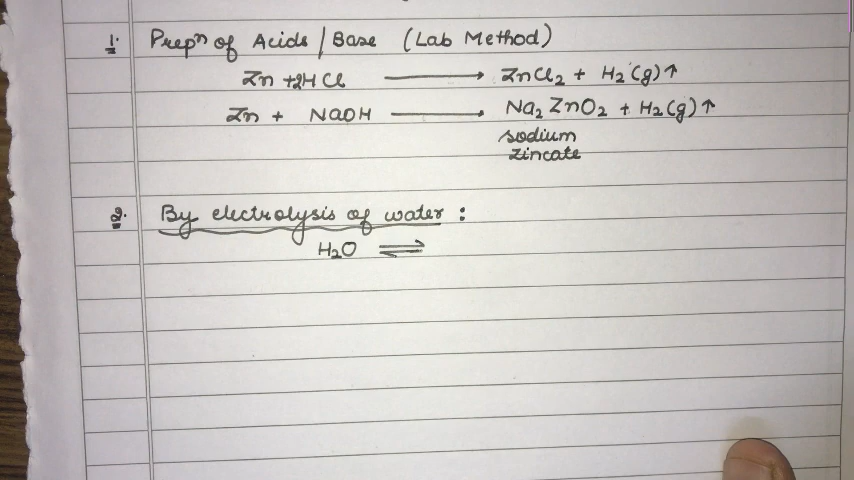 1. Prepⁿ of Acids / Base (Lab Method)
Zn + 2HCl ⟶ ZnCl₂ + H₂(g)↑
Zn + NaOH ⟶ Na₂ZnO₂ + H₂(g)↑
sodium
zincate
2. By electrolysis of water :
H₂O ⇌